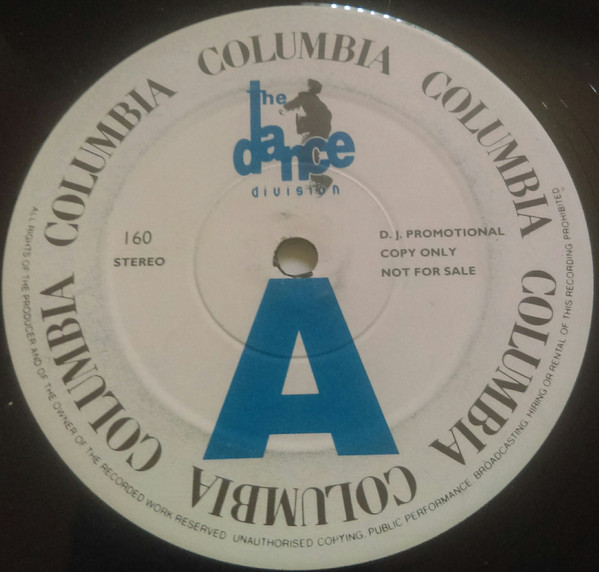 COLUMBIA
COLUMBIA
COLUMBIA
COLUMBIA
COLUMBIA
COLUMBIA
the
dance
division
160
STEREO
D. J. PROMOTIONAL
COPY ONLY
NOT FOR SALE
A
ALL RIGHTS OF THE PRODUCER AND OF THE OWNER OF THE RECORDED WORK RESERVED. UNAUTHORISED COPYING, PUBLIC PERFORMANCE, BROADCASTING, HIRING OR RENTAL OF THIS RECORDING PROHIBITED.